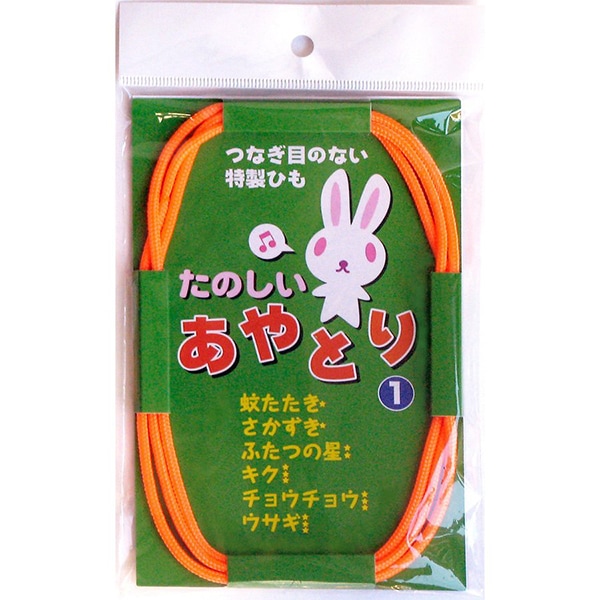 つなぎ目のない
特製ひも
たのしい
あやとり
1
蚊たたき★
さかずき★
ふたつの星★★
キク★★★
チョウチョウ★★★
ウサギ★★★